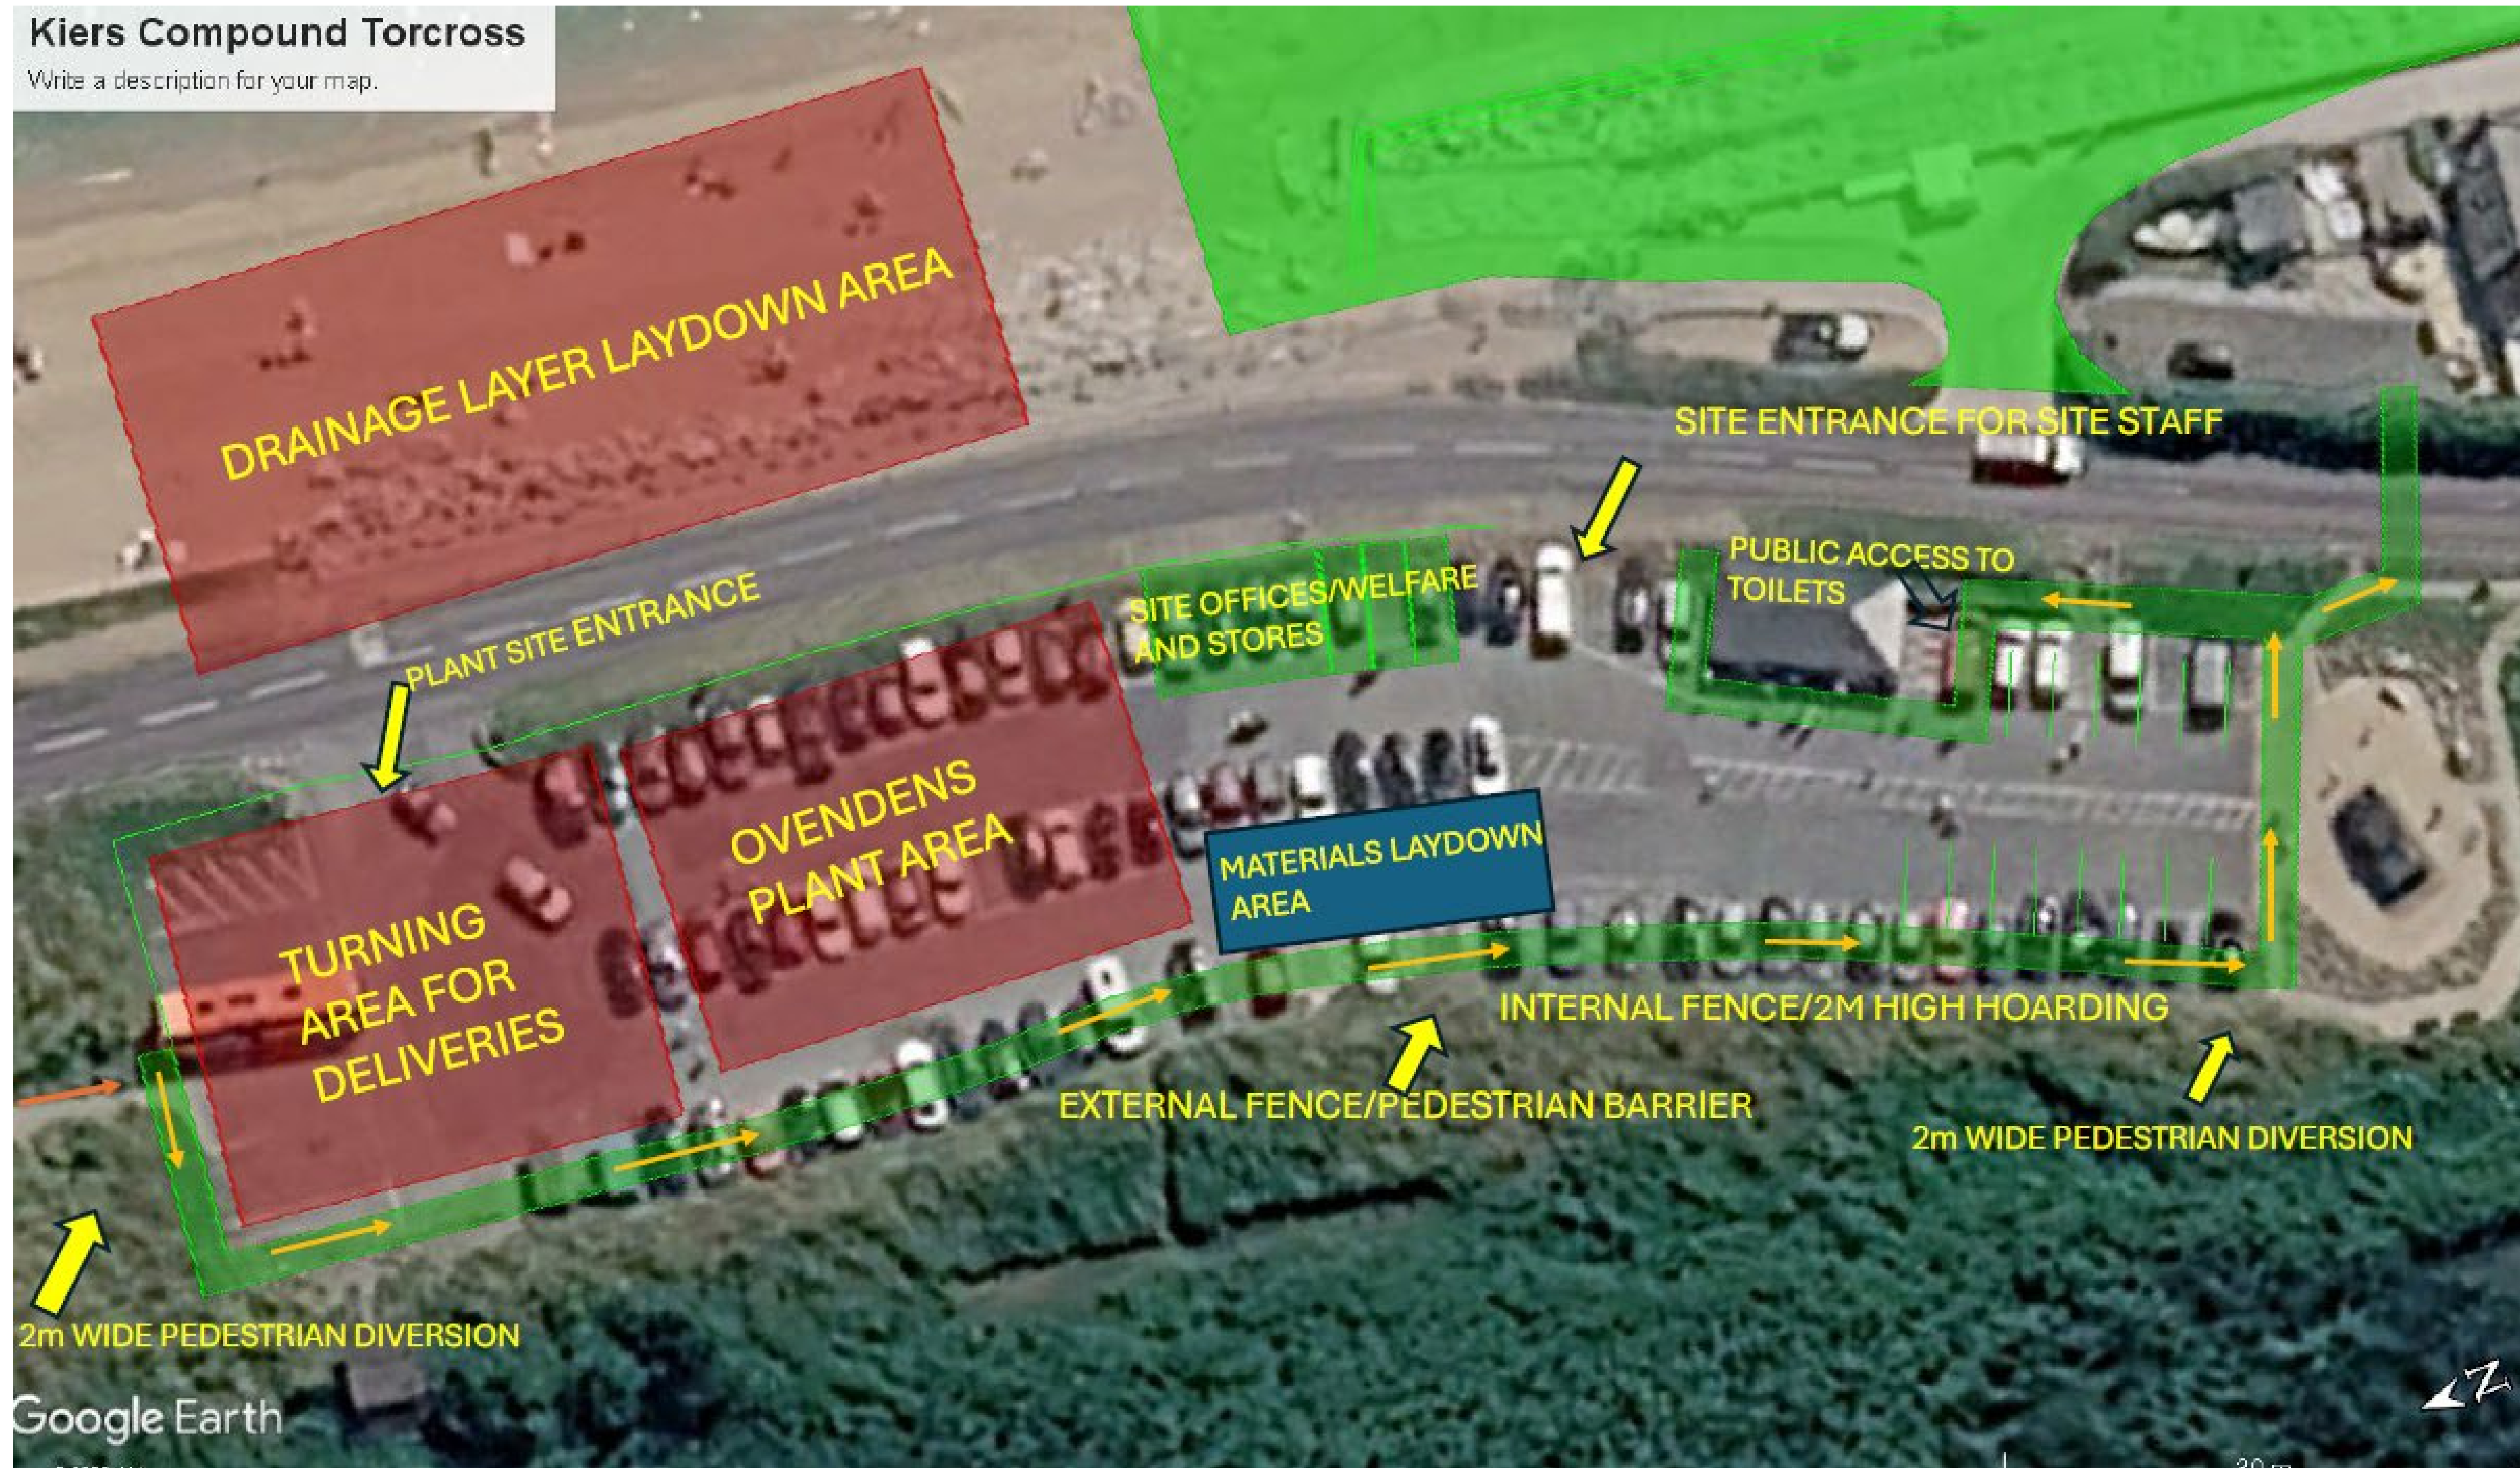 Kiers Compound Torcross
Write a description for your map.
DRAINAGE LAYER LAYDOWN AREA
SITE ENTRANCE FOR SITE STAFF
PLANT SITE ENTRANCE
SITE OFFICES/WELFARE
AND STORES
PUBLIC ACCESS TO
TOILETS
OVENDENS
PLANT AREA
MATERIALS LAYDOWN
AREA
TURNING
AREA FOR
DELIVERIES
INTERNAL FENCE/2M HIGH HOARDING
EXTERNAL FENCE/PEDESTRIAN BARRIER
2m WIDE PEDESTRIAN DIVERSION
2m WIDE PEDESTRIAN DIVERSION
Google Earth
N